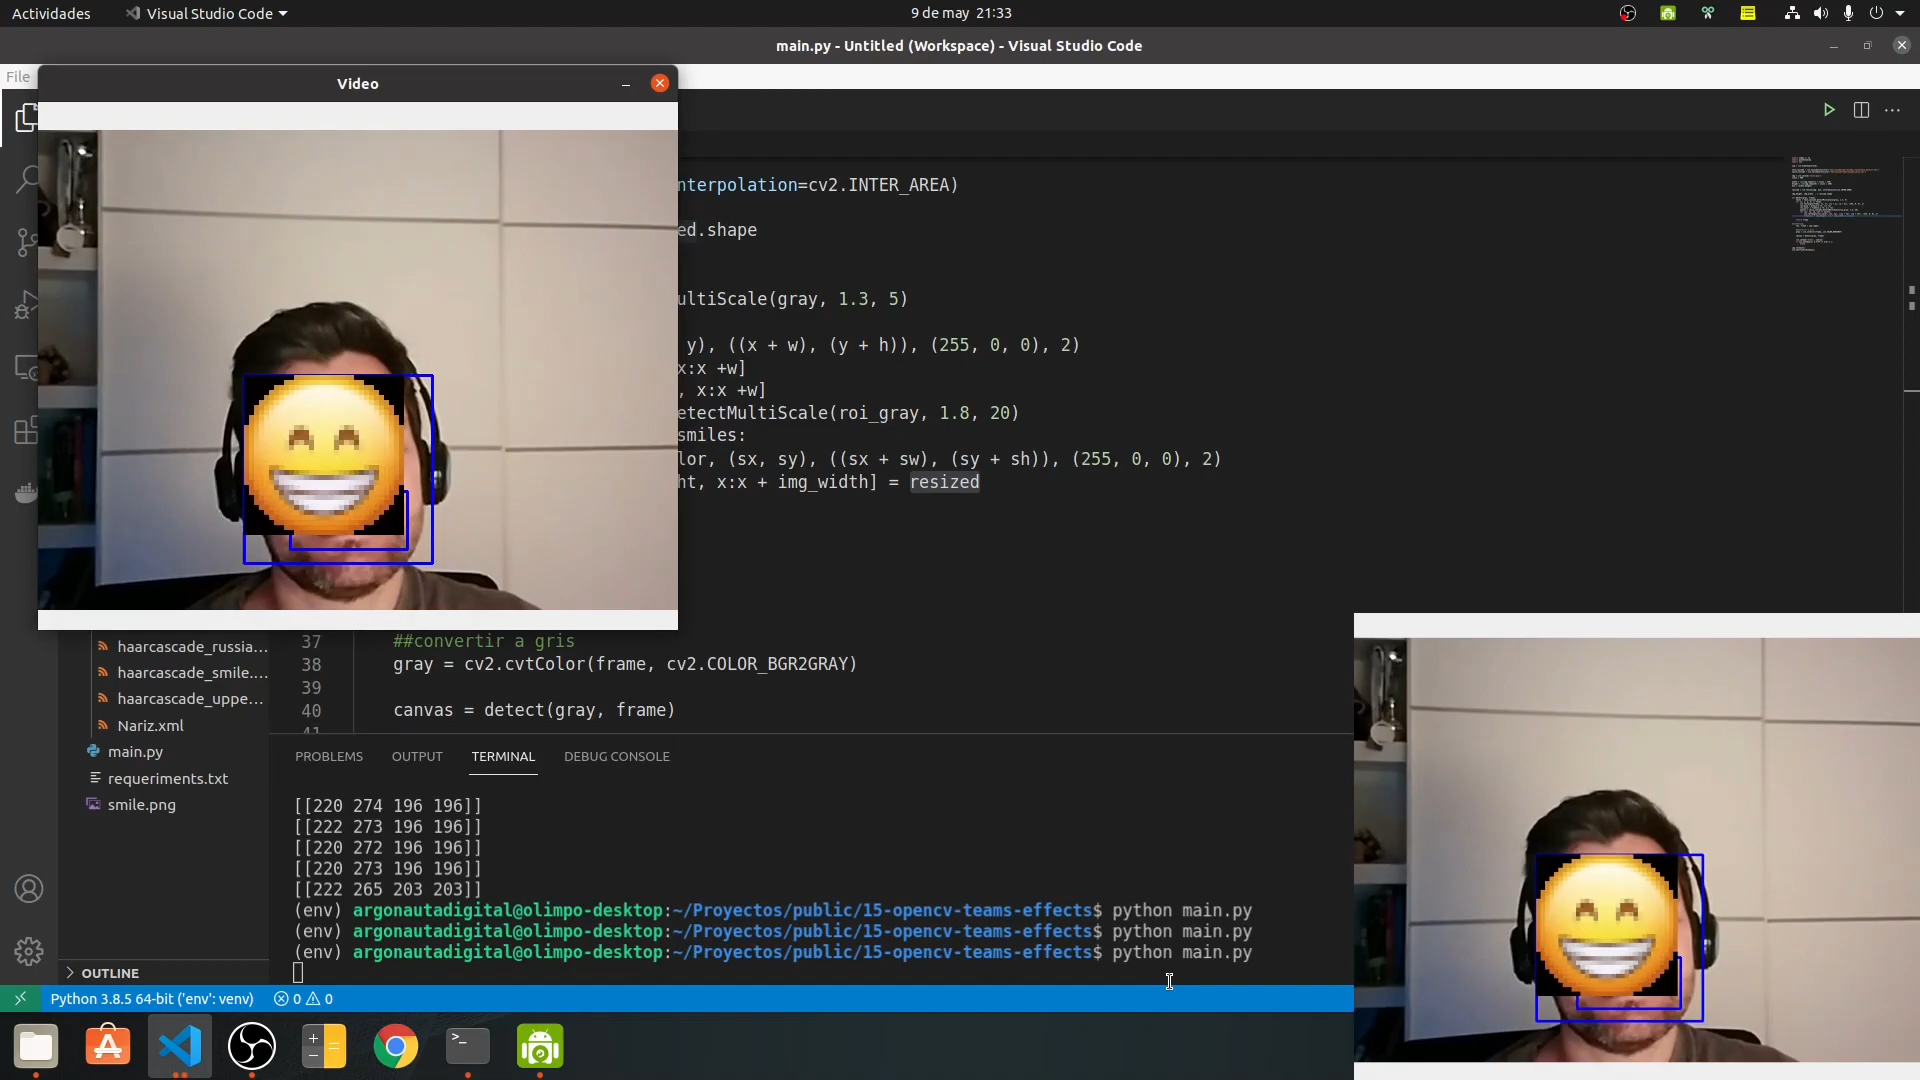 Actividades
Visual Studio Code
9 de may 21:33
main.py - Untitled (Workspace) - Visual Studio Code
File
Video
nterpolation=cv2.INTER_AREA)
ed.shape
ultiScale(gray, 1.3, 5)
y), ((x + w), (y + h)), (255, 0, 0), 2)
x:x +w]
, x:x +w]
etectMultiScale(roi_gray, 1.8, 20)
smiles:
lor, (sx, sy), ((sx + sw), (sy + sh)), (255, 0, 0), 2)
ht, x:x + img_width] = resized
37 ##convertir a gris
38 gray = cv2.cvtColor(frame, cv2.COLOR_BGR2GRAY)
39
40 canvas = detect(gray, frame)
41
haarcascade_russia...
haarcascade_smile....
haarcascade_uppe...
Nariz.xml
main.py
requeriments.txt
smile.png
OUTLINE
PROBLEMS OUTPUT TERMINAL DEBUG CONSOLE
[[220 274 196 196]]
[[222 273 196 196]]
[[220 272 196 196]]
[[220 273 196 196]]
[[222 265 203 203]]
(env) argonautadigital@olimpo-desktop:~/Proyectos/public/15-opencv-teams-effects$ python main.py
(env) argonautadigital@olimpo-desktop:~/Proyectos/public/15-opencv-teams-effects$ python main.py
(env) argonautadigital@olimpo-desktop:~/Proyectos/public/15-opencv-teams-effects$ python main.py
Python 3.8.5 64-bit ('env': venv) 0 0